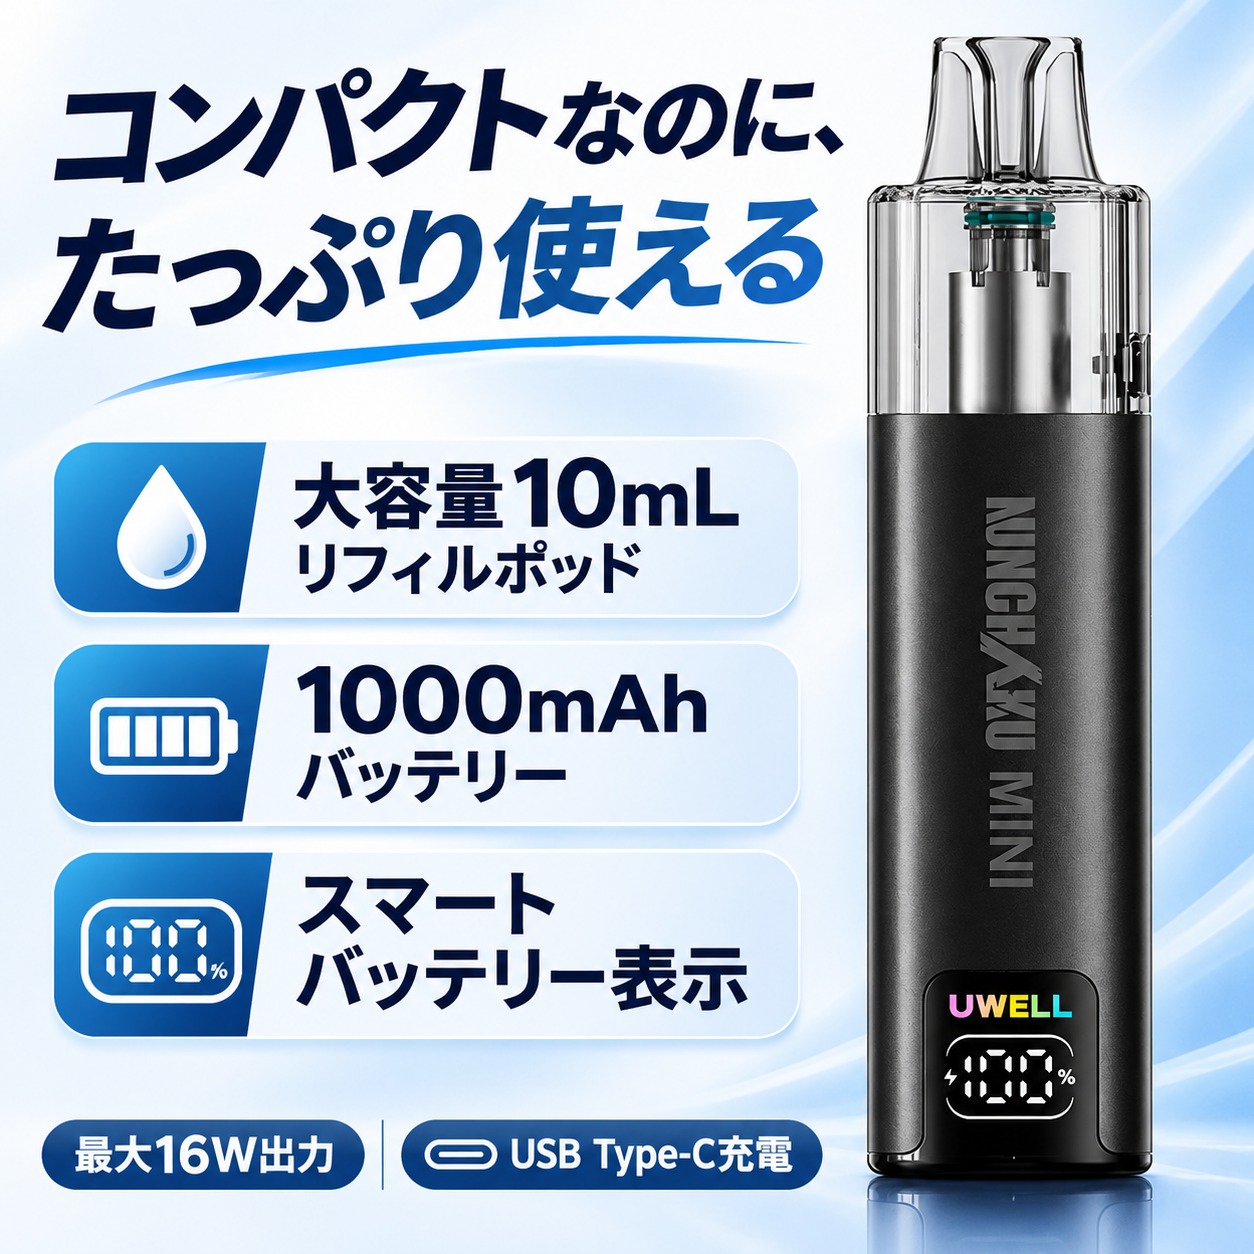 コンパクトなのに、
たっぷり使える
大容量10mL
リフィルポッド
1000mAh
バッテリー
100%
スマート
バッテリー表示
最大16W出力
USB Type-C充電
NUNCHAKU MINI
UWELL
100%